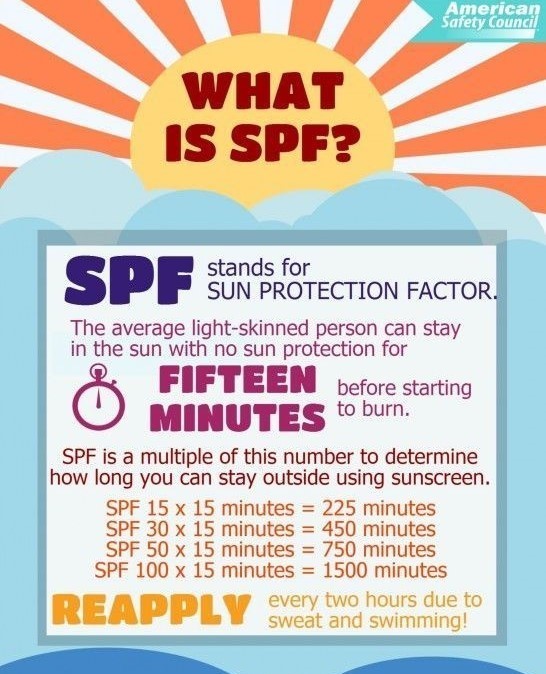 American
Safety Council
WHAT
IS SPF?
SPF stands for
SUN PROTECTION FACTOR.
The average light-skinned person can stay
in the sun with no sun protection for
FIFTEEN
MINUTES
before starting
to burn.
SPF is a multiple of this number to determine
how long you can stay outside using sunscreen.
SPF 15 x 15 minutes = 225 minutes
SPF 30 x 15 minutes = 450 minutes
SPF 50 x 15 minutes = 750 minutes
SPF 100 x 15 minutes = 1500 minutes
REAPPLY every two hours due to
sweat and swimming!